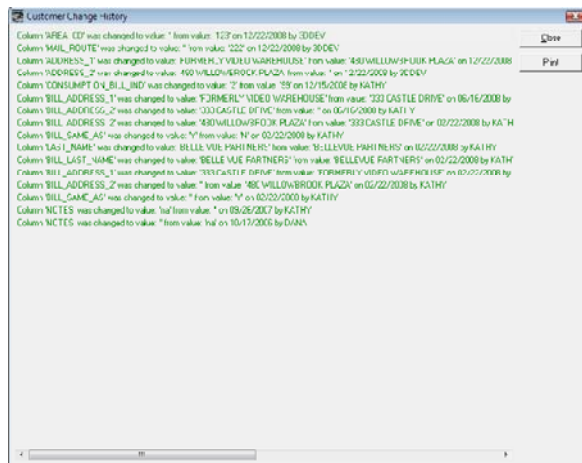 Customer Change History
Column 'AREA_CD' was changed to value: '' from value: '123' on 12/22/2008 by 3DDEV
Column 'MAIL_ROUTE' was changed to value: '' from value: '222' on 12/22/2008 by 3DDEV
Column 'ADDRESS_1' was changed to value: 'FORMERLY VIDEO WAREHOUSE' from value: '480 WILLOWBROOK PLAZA' on 12/22/2008
Column 'ADDRESS_2' was changed to value: '480 WILLOWBROOK PLAZA' from value: '' on 12/22/2008 by 3DDEV
Column 'CONSUMPTION_BILL_IND' was changed to value: '2' from value: '99' on 12/15/2008 by KATHY
Column 'BILL_ADDRESS_1' was changed to value: 'FORMERLY VIDEO WAREHOUSE' from value: '333 CASTLE DRIVE' on 06/16/2008 by
Column 'BILL_ADDRESS_2' was changed to value: '333 CASTLE DRIVE' from value: '' on 06/16/2008 by KATHY
Column 'BILL_ADDRESS_2' was changed to value: '480 WILLOWBROOK PLAZA' from value: '333 CASTLE DRIVE' on 02/22/2008 by KATH
Column 'BILL_SAME_AS' was changed to value: 'Y' from value: 'N' on 02/22/2008 by KATHY
Column 'LAST_NAME' was changed to value: 'BELLE VUE PARTNERS' from value: 'BELLEVUE PARTNERS' on 02/22/2008 by KATHY
Column 'BILL_LAST_NAME' was changed to value: 'BELLE VUE PARTNERS' from value: 'BELLEVUE PARTNERS' on 02/22/2008 by KATHY
Column 'BILL_ADDRESS_1' was changed to value: '333 CASTLE DRIVE' from value: 'FORMERLY VIDEO WAREHOUSE' on 02/22/2008 by
Column 'BILL_ADDRESS_2' was changed to value: '' from value: '480 WILLOWBROOK PLAZA' on 02/22/2008 by KATHY
Column 'BILL_SAME_AS' was changed to value: '' from value: 'Y' on 02/22/2008 by KATHY
Column 'NOTES' was changed to value: 'na' from value: '' on 09/26/2007 by KATHY
Column 'NOTES' was changed to value: '' from value: 'na' on 10/17/2006 by DANA
Close
Print